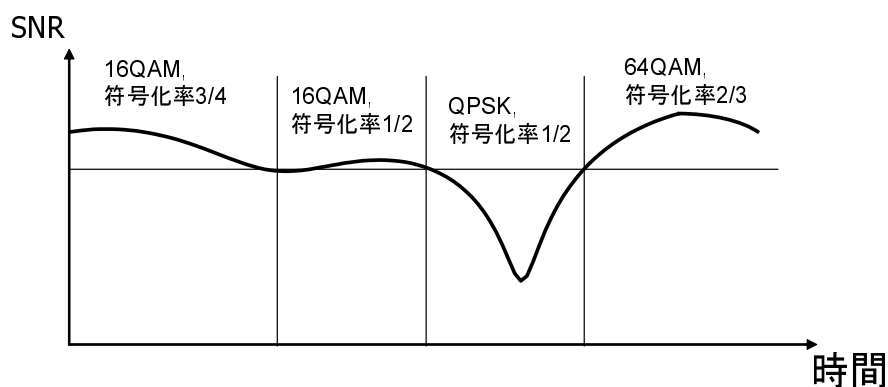 SNR
16QAM,
符号化率3/4
16QAM,
符号化率1/2
QPSK,
符号化率1/2
64QAM,
符号化率2/3
時間